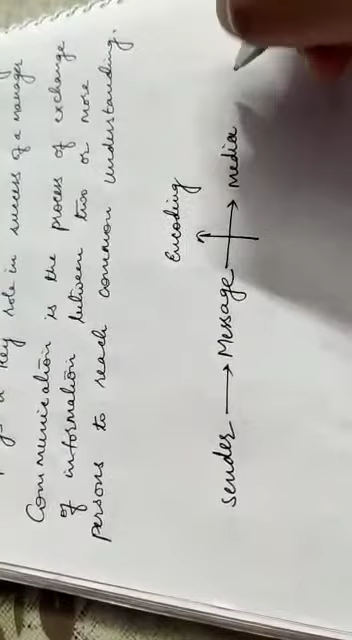 key role in success of a manager
Communication is the process of exchange
of information between two or more
persons to reach common understanding.
Encoding
sender → Message → media